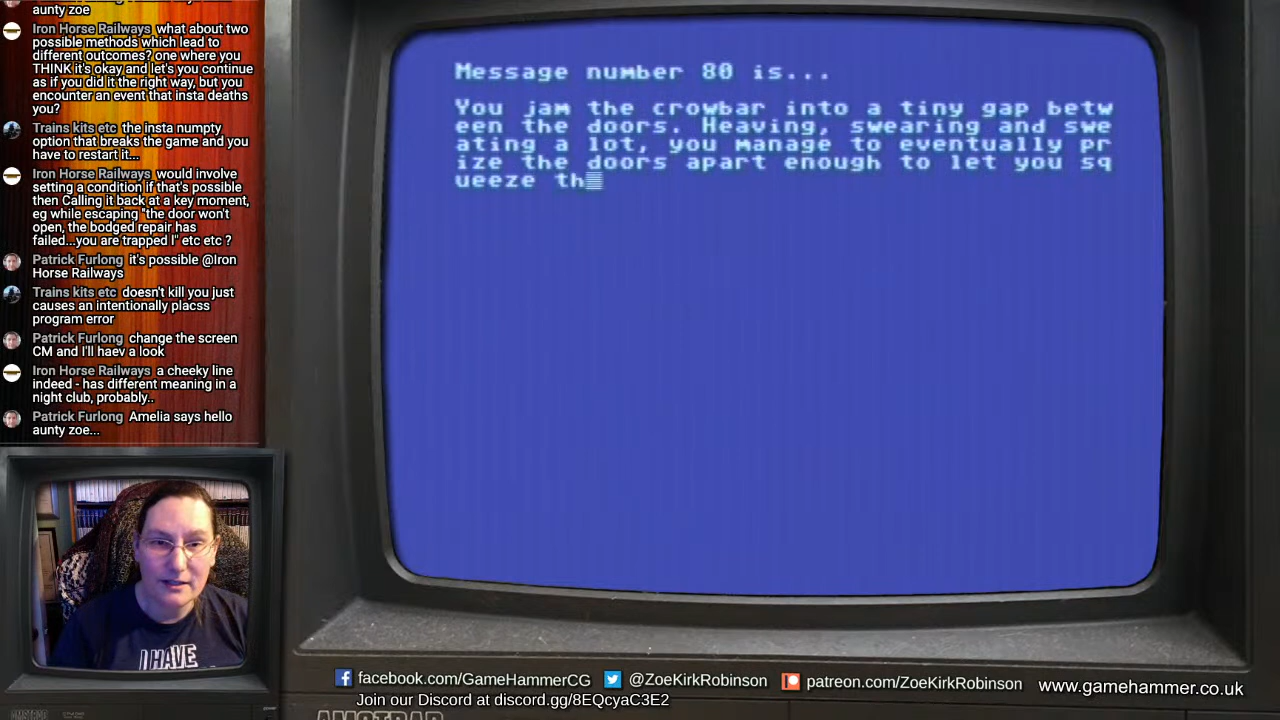 aunty zoe
Iron Horse Railways what about two
possible methods which lead to
different outcomes? one where you
THINK it's okay and let's you continue
as if you did it the right way, but you
encounter an event that insta deaths
you?
Trains kits etc the insta numpty
option that breaks the game and you
have to restart it...
Iron Horse Railways would involve
setting a condition if that's possible
then Calling it back at a key moment,
eg while escaping "the door won't
open, the bodged repair has
failed...you are trapped !" etc etc ?
Patrick Furlong it's possible @Iron
Horse Railways
Trains kits etc doesn't kill you just
causes an intentionally placss
program error
Patrick Furlong change the screen
CM and I'll haev a look
Iron Horse Railways a cheeky line
indeed - has different meaning in a
night club, probably..
Patrick Furlong Amelia says hello
aunty zoe...
Message number 80 is...
You jam the crowbar into a tiny gap betw
een the doors. Heaving, swearing and swe
ating a lot, you manage to eventually pr
ize the doors apart enough to let you sq
ueeze th
I HAVE
facebook.com/GameHammerCG @ZoeKirkRobinson patreon.com/ZoeKirkRobinson www.gamehammer.co.uk
Join our Discord at discord.gg/8EQcyaC3E2
AMSTRAD